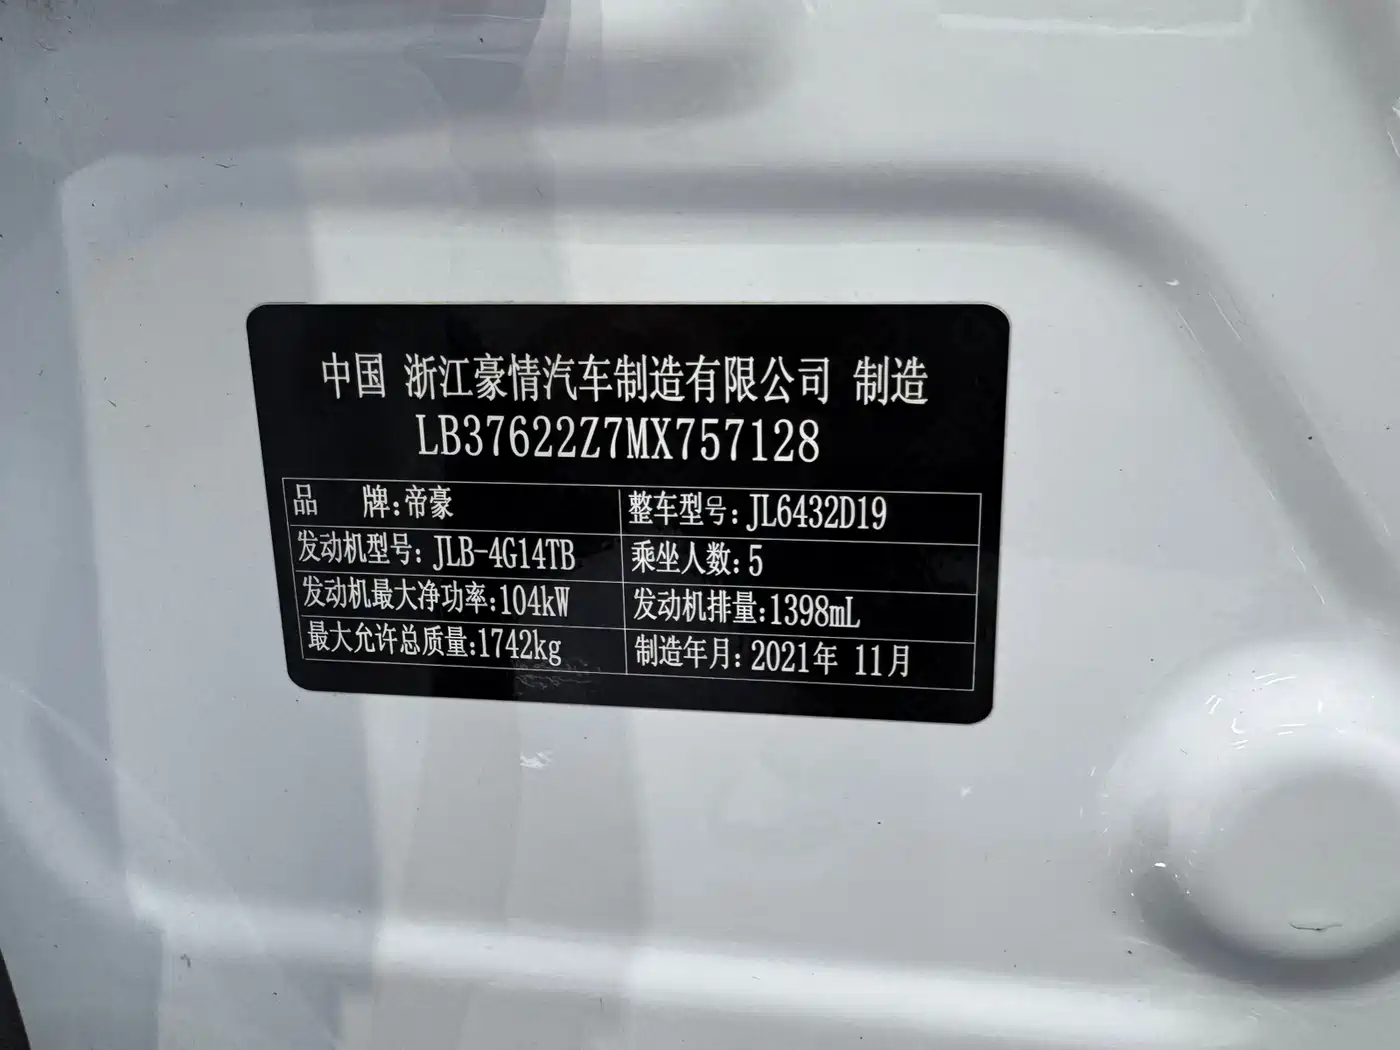 中国 浙江豪情汽车制造有限公司 制造
LB37622Z7MX757128
品 牌:帝豪 整车型号:JL6432D19
发动机型号:JLB-4G14TB 乘坐人数:5
发动机最大净功率:104kW 发动机排量:1398mL
最大允许总质量:1742kg 制造年月:2021年 11月